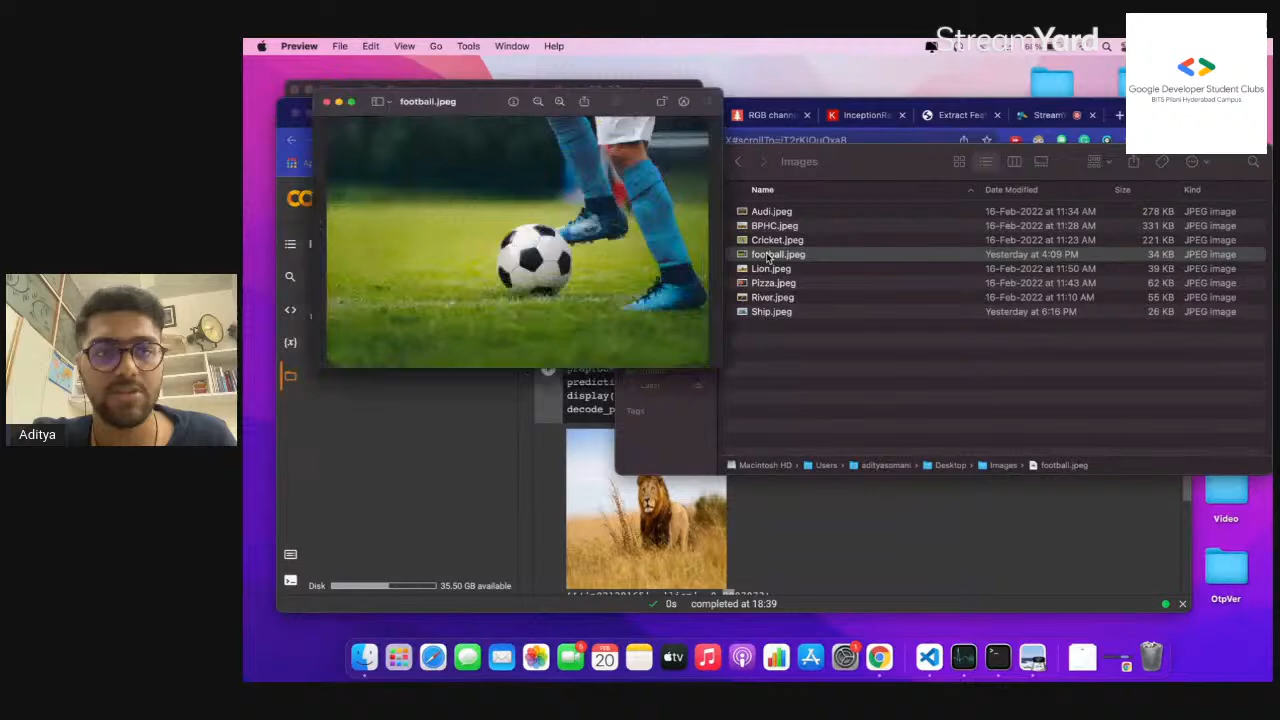 StreamYard
Google Developer Student Clubs
BITS Pilani Hyderabad Campus
Preview File Edit View Go Tools Window Help
football.jpeg
RGB chann
InceptionRe
Extract Fea
Stream
Images
Name Date Modified Size Kind
Audi.jpeg 16-Feb-2022 at 11:34 AM 278 KB JPEG image
BPHC.jpeg 16-Feb-2022 at 11:28 AM 331 KB JPEG image
Cricket.jpeg 16-Feb-2022 at 11:23 AM 221 KB JPEG image
football.jpeg Yesterday at 4:09 PM 34 KB JPEG image
Lion.jpeg 16-Feb-2022 at 11:50 AM 39 KB JPEG image
Pizza.jpeg 16-Feb-2022 at 11:43 AM 62 KB JPEG image
River.jpeg 16-Feb-2022 at 11:10 AM 55 KB JPEG image
Ship.jpeg Yesterday at 6:16 PM 26 KB JPEG image
predicti
display(
decode_p
Tags
Macintosh HD › Users › adityasomani › Desktop › Images › football.jpeg
Aditya
Video
OtpVer
Disk 35.50 GB available
0s completed at 18:39
FEB
20
tv